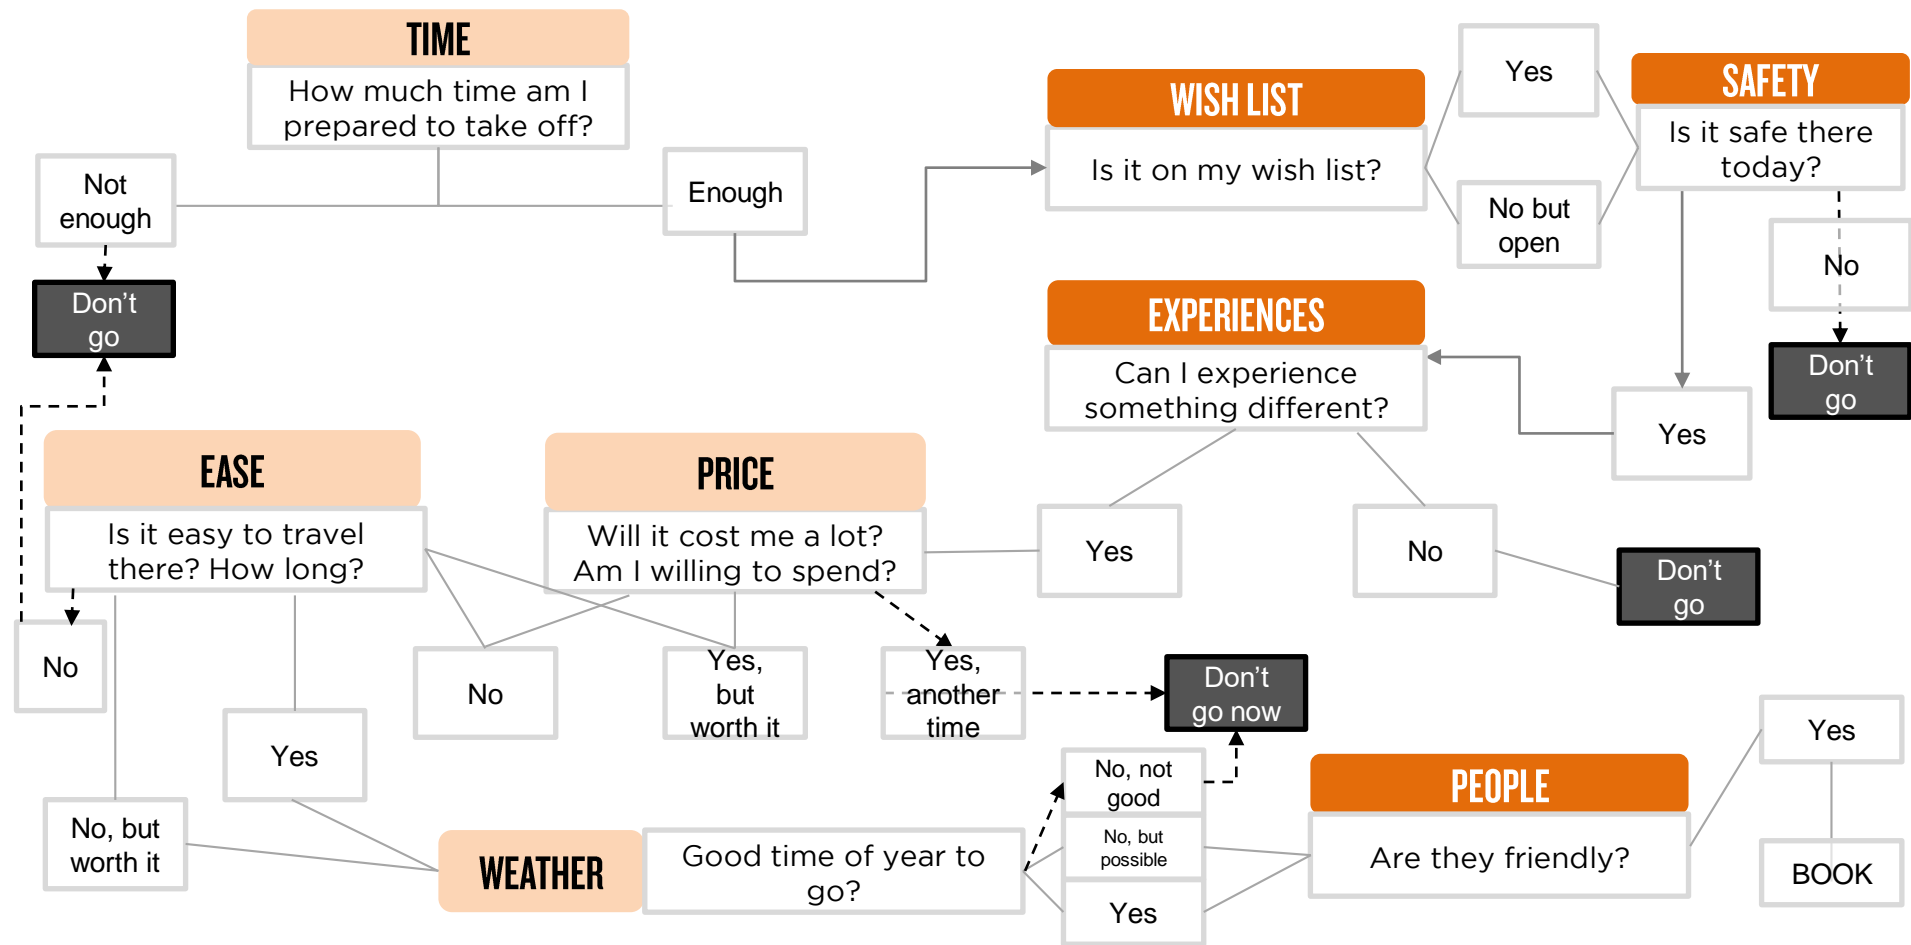 TIME
How much time am I
prepared to take off?
Not
enough
Enough
Don't
go
WISH LIST
Is it on my wish list?
Yes
No but
open
SAFETY
Is it safe there
today?
No
Don't
go
Yes
EXPERIENCES
Can I experience
something different?
Yes
No
Don't
go
PRICE
Will it cost me a lot?
Am I willing to spend?
No
Yes,
but
worth it
Yes,
another
time
Don't
go now
EASE
Is it easy to travel
there? How long?
No
Yes
No, but
worth it
WEATHER
Good time of year to
go?
No, not
good
No, but
possible
Yes
PEOPLE
Are they friendly?
Yes
BOOK